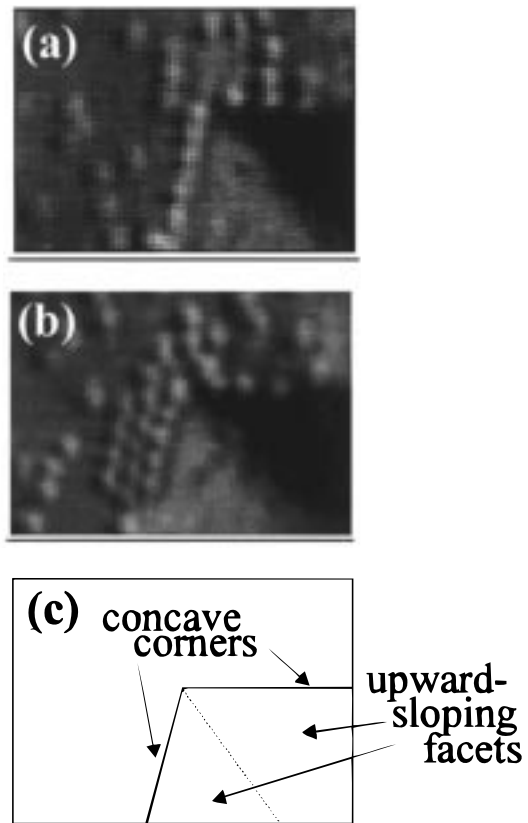 (a)
(b)
(c)
concave
corners
upward-
sloping
facets